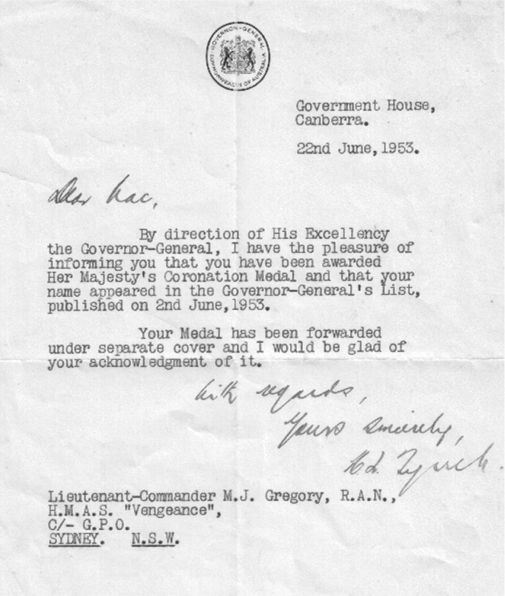 GOVERNOR-GENERAL
COMMONWEALTH OF AUSTRALIA
Government House,
Canberra.
22nd June, 1953.
Dear Mac,
By direction of His Excellency
the Governor-General, I have the pleasure of
informing you that you have been awarded
Her Majesty's Coronation Medal and that your
name appeared in the Governor-General's List,
published on 2nd June, 1953.
Your Medal has been forwarded
under separate cover and I would be glad of
your acknowledgment of it.
With regards,
Yours sincerely,
Lieutenant-Commander M.J. Gregory, R.A.N.,
H.M.A.S. "Vengeance",
C/- G.P.O.
SYDNEY. N.S.W.